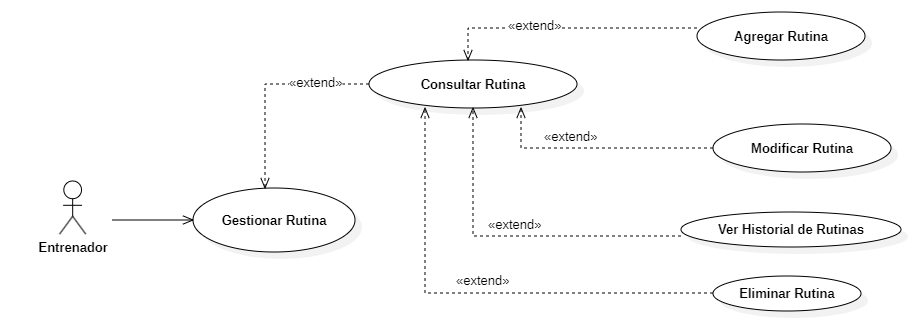 «extend»
Agregar Rutina
«extend»
Consultar Rutina
«extend»
Modificar Rutina
Gestionar Rutina
«extend»
Ver Historial de Rutinas
Entrenador
«extend»
Eliminar Rutina